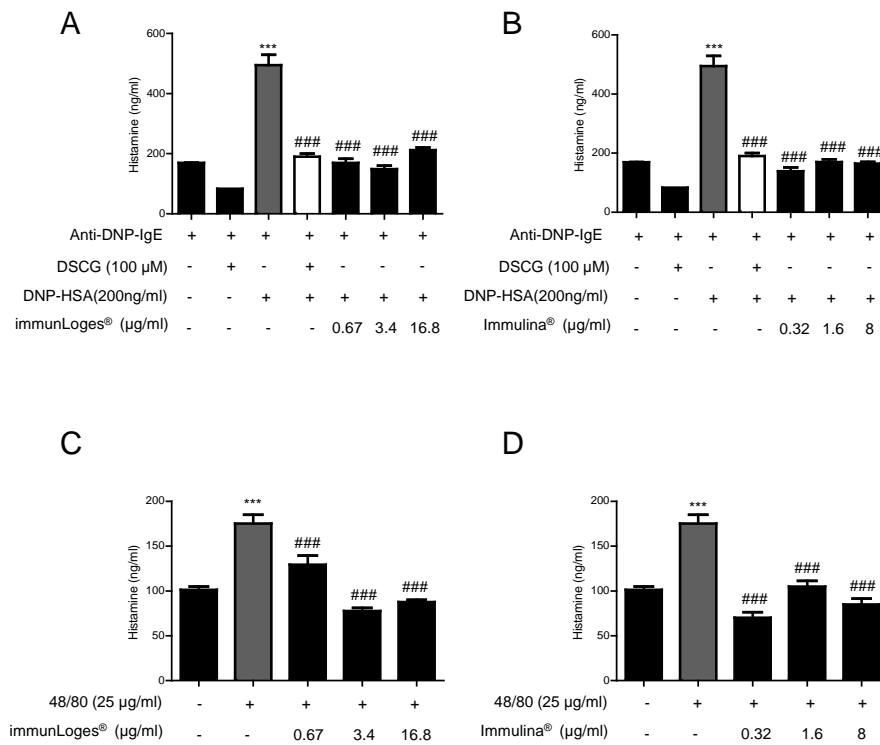 A
600
400
200
0
Histamine (ng/ml)
***
### ### ### ###
Anti-DNP-IgE + + + + + + +
DSCG (100 µM) - + - + - - -
DNP-HSA(200ng/ml) - - + + + + +
immunLoges® (µg/ml) - - - - 0.67 3.4 16.8
B
600
400
200
0
Histamine (ng/ml)
***
### ### ### ###
Anti-DNP-IgE + + + + + + +
DSCG (100 µM) - + - + - - -
DNP-HSA(200ng/ml) - - + + + + +
Immulina® (µg/ml) - - - - 0.32 1.6 8
C
200
150
100
50
0
Histamine (ng/ml)
***
### ### ###
48/80 (25 µg/ml) - + + + +
immunLoges® (µg/ml) - - 0.67 3.4 16.8
D
200
150
100
50
0
Histamine (ng/ml)
***
### ### ###
48/80 (25 µg/ml) - + + + +
Immulina® (µg/ml) - - 0.32 1.6 8